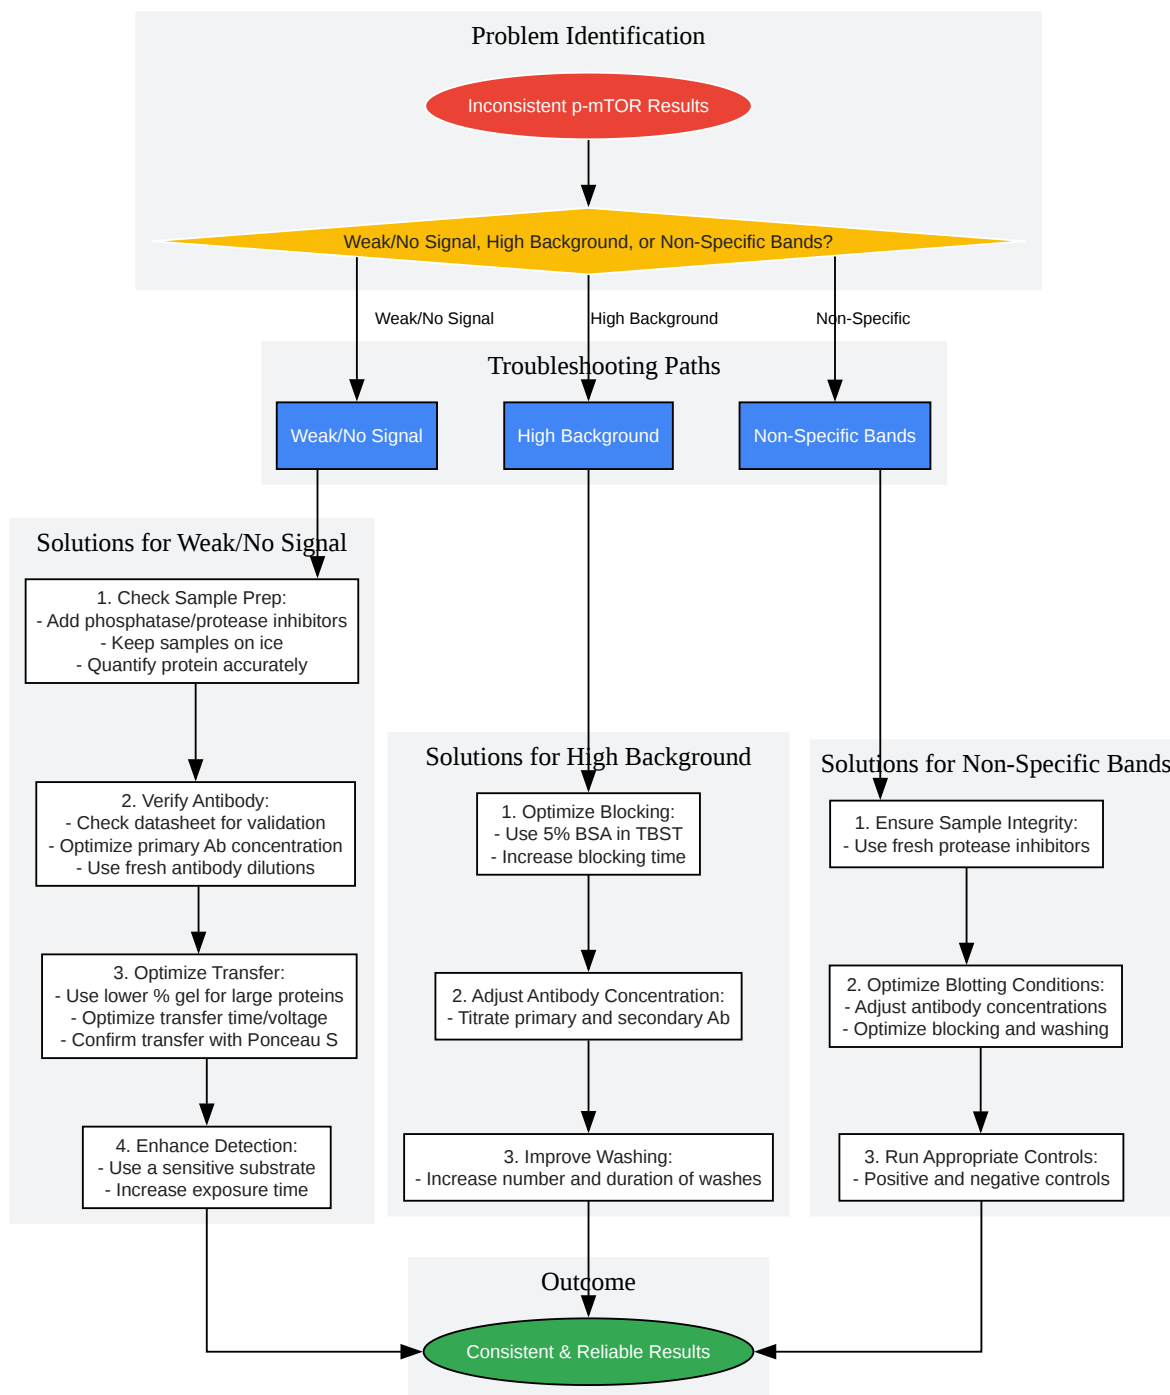 Problem Identification
Inconsistent p-mTOR Results
Weak/No Signal, High Background, or Non-Specific Bands?
Weak/No Signal
High Background
Non-Specific
Troubleshooting Paths
Weak/No Signal
High Background
Non-Specific Bands
Solutions for Weak/No Signal
1. Check Sample Prep:
- Add phosphatase/protease inhibitors
- Keep samples on ice
- Quantify protein accurately
2. Verify Antibody:
- Check datasheet for validation
- Optimize primary Ab concentration
- Use fresh antibody dilutions
3. Optimize Transfer:
- Use lower % gel for large proteins
- Optimize transfer time/voltage
- Confirm transfer with Ponceau S
4. Enhance Detection:
- Use a sensitive substrate
- Increase exposure time
Solutions for High Background
1. Optimize Blocking:
- Use 5% BSA in TBST
- Increase blocking time
2. Adjust Antibody Concentration:
- Titrate primary and secondary Ab
3. Improve Washing:
- Increase number and duration of washes
Solutions for Non-Specific Bands
1. Ensure Sample Integrity:
- Use fresh protease inhibitors
2. Optimize Blotting Conditions:
- Adjust antibody concentrations
- Optimize blocking and washing
3. Run Appropriate Controls:
- Positive and negative controls
Outcome
Consistent & Reliable Results